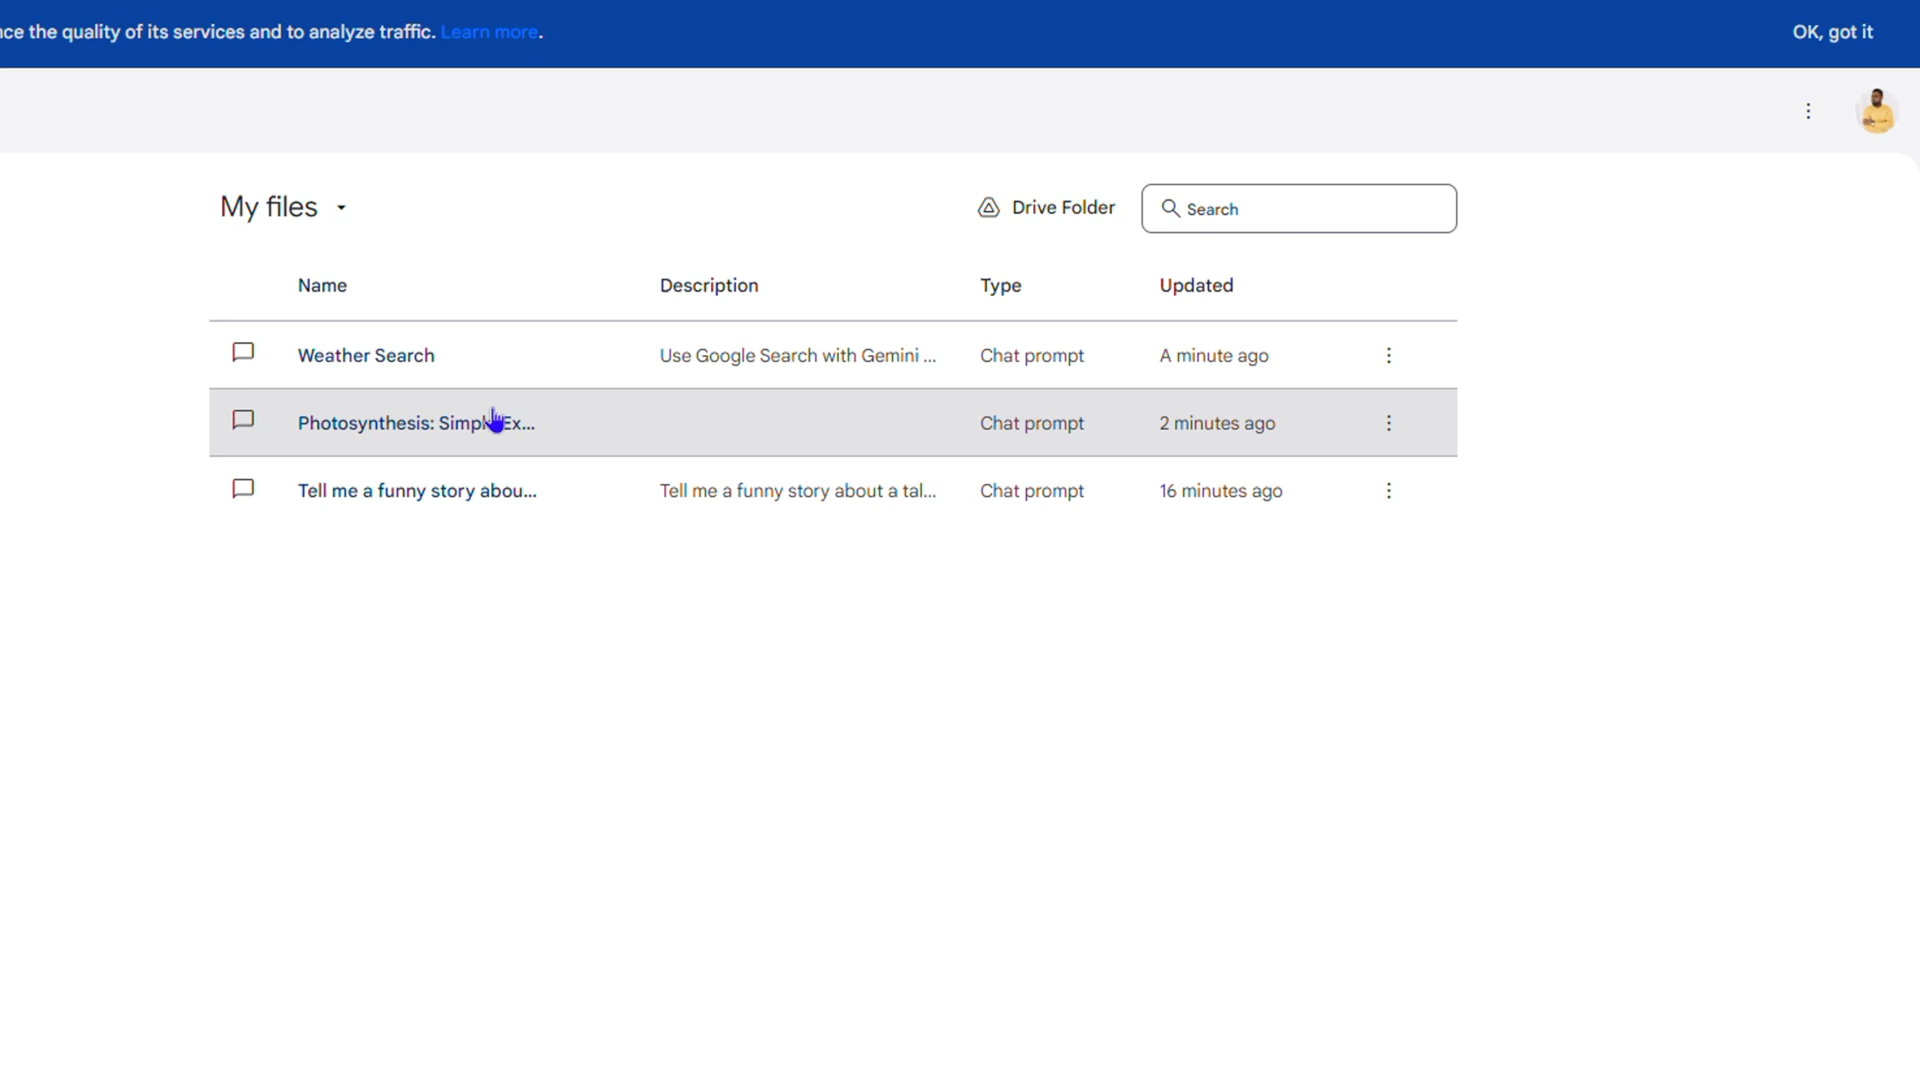 ce the quality of its services and to analyze traffic. Learn more.
OK, got it
My files
Drive Folder
Search
Name Description Type Updated
Weather Search Use Google Search with Gemini ... Chat prompt A minute ago
Photosynthesis: Simpl Ex... Chat prompt 2 minutes ago
Tell me a funny story abou... Tell me a funny story about a tal... Chat prompt 16 minutes ago